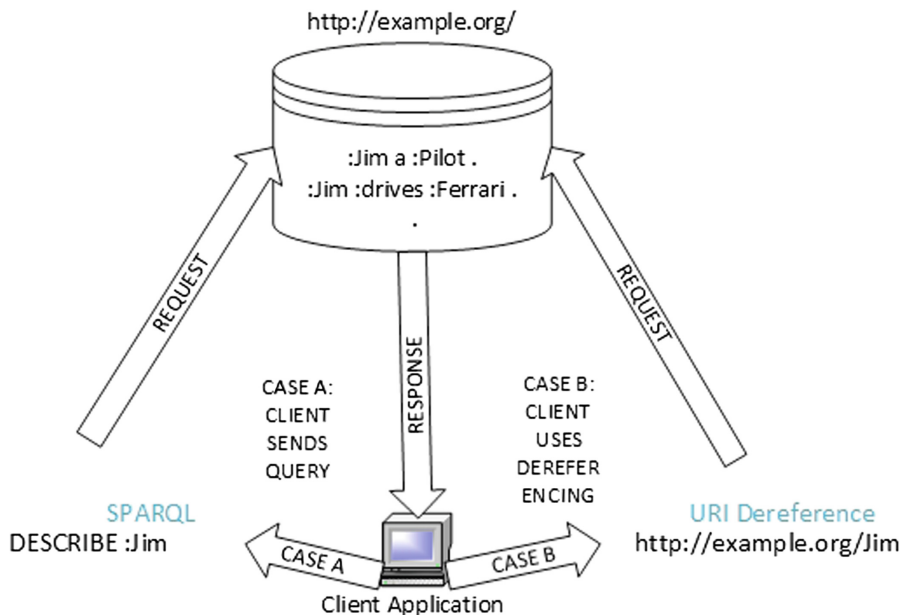 http://example.org/
:Jim a :Pilot .
:Jim :drives :Ferrari .
.
REQUEST
RESPONSE
REQUEST
CASE A:
CLIENT
SENDS
QUERY
CASE B:
CLIENT
USES
DEREFER
ENCING
SPARQL
DESCRIBE :Jim
CASE A
CASE B
URI Dereference
http://example.org/Jim
Client Application